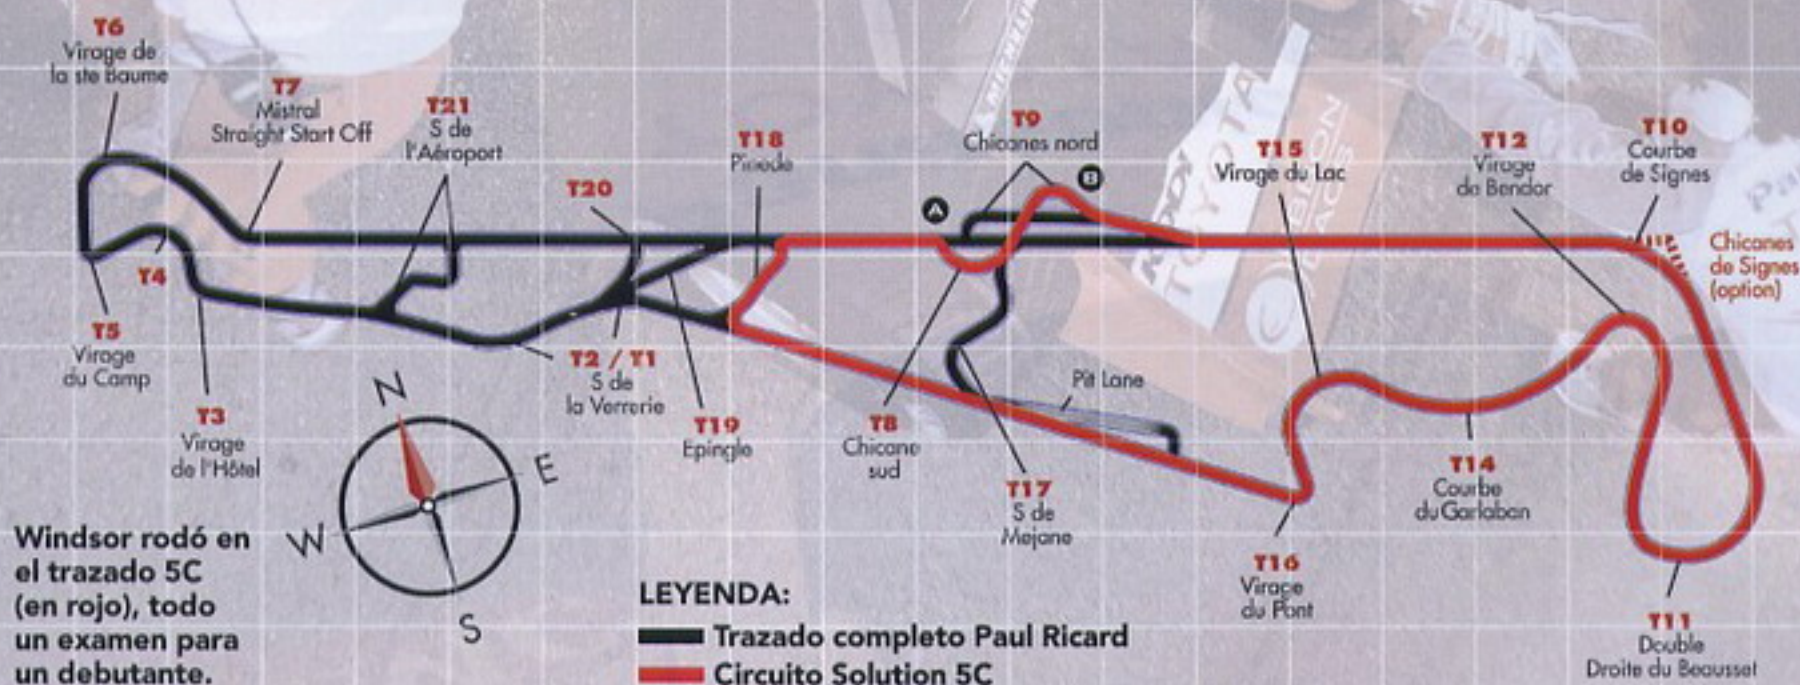 T6
Virage de
la ste Baume
T7
Mistral
Straight Start Off
T21
S de
l'Aéroport
T20
T18
Pinède
T9
Chicanes nord
A
B
T15
Virage du Lac
T12
Virage
de Bendor
T10
Courbe
de Signes
Chicanes
de Signes
(option)
T4
T5
Virage
du Camp
T3
Virage
de l'Hôtel
T2 / T1
S de
la Verrerie
T19
Epingle
T8
Chicane
sud
Pit Lane
T17
S de
Mejane
T14
Courbe
du Garlaban
T16
Virage
du Pont
T11
Double
Droite du Beausset
N
E
W
S
Windsor rodó en
el trazado 5C
(en rojo), todo
un examen para
un debutante.
LEYENDA:
Trazado completo Paul Ricard
Circuito Solution 5C
TOYOTA